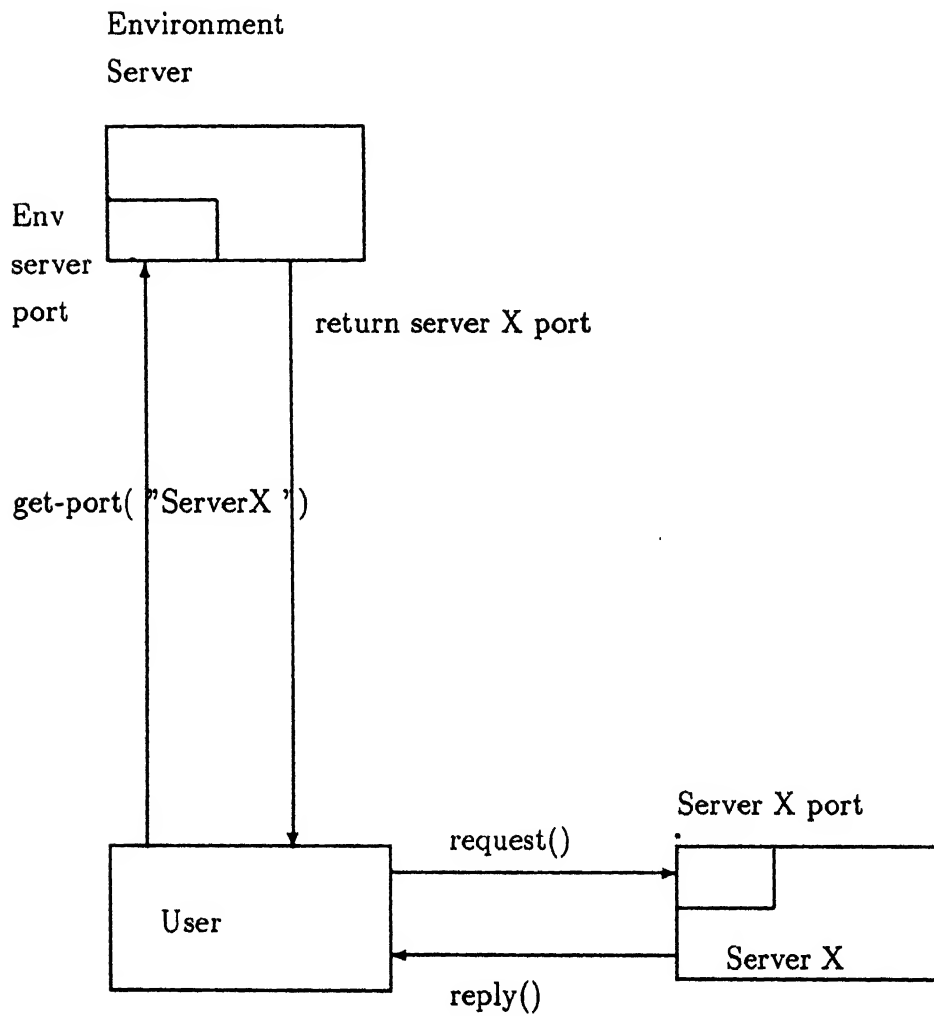 Environment
Server
Env
server
port
return server X port
get-port( "ServerX ")
Server X port
request()
User
Server X
reply()